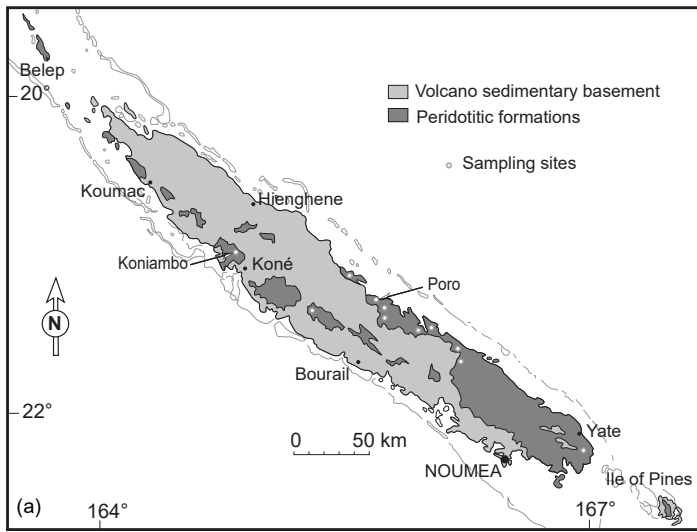 Belep
20°
Volcano sedimentary basement
Peridotitic formations
Sampling sites
Koumac
Hienghene
Koniambo
Koné
Poro
N
Bourail
22°
0 50 km
Yate
NOUMEA
Ile of Pines
(a)
164° 167°